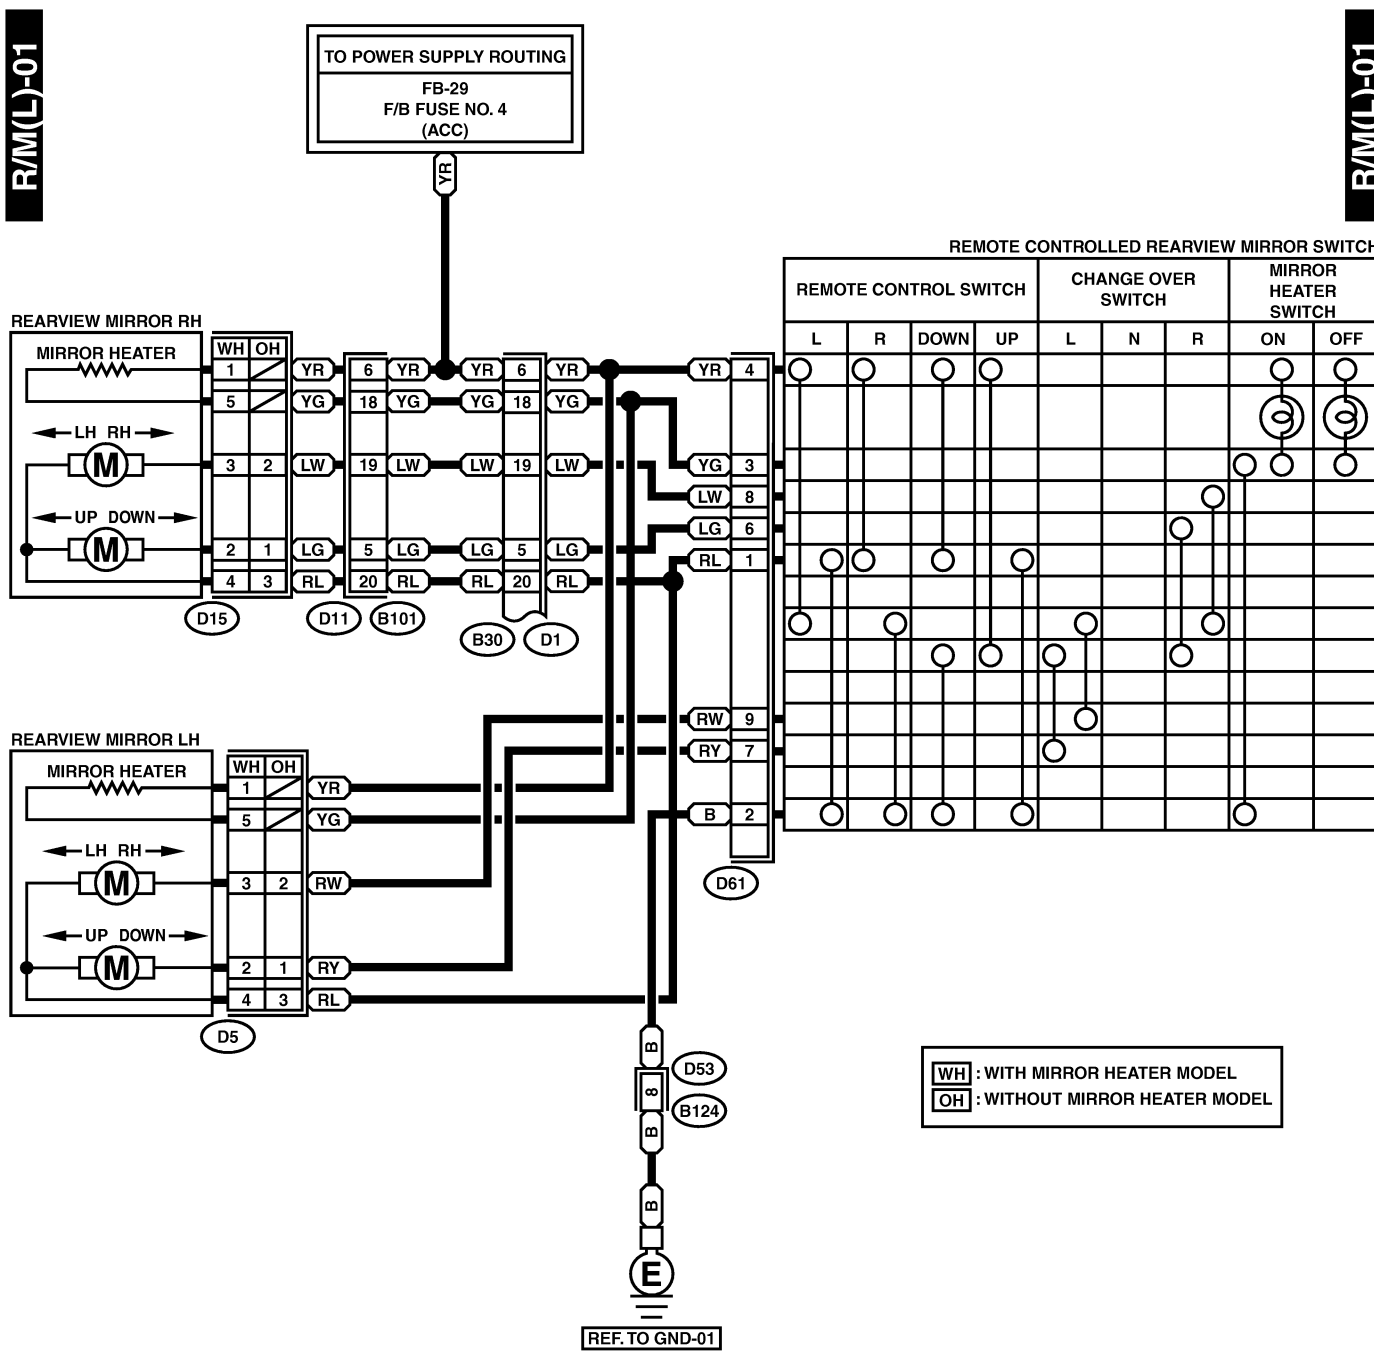 R/M(L)-01
R/M(L)-01
TO POWER SUPPLY ROUTING
FB-29
F/B FUSE NO. 4
(ACC)
YR
REMOTE CONTROLLED REARVIEW MIRROR SWITCH
REMOTE CONTROL SWITCH
CHANGE OVER
SWITCH
MIRROR
HEATER
SWITCH
L R DOWN UP L N R ON OFF
REARVIEW MIRROR RH
MIRROR HEATER
WH OH
1 YR 6 YR YR 6 YR YR 4
5 YG 18 YG YG 18 YG
LH RH
M
3 2 LW 19 LW LW 19 LW YG 3
LW 8
UP DOWN
LG 6
M
2 1 LG 5 LG LG 5 LG RL 1
4 3 RL 20 RL RL 20 RL
D15 D11 B101 B30 D1
RW 9
RY 7
B 2
D61
REARVIEW MIRROR LH
MIRROR HEATER
WH OH
1 YR
5 YG
LH RH
M
3 2 RW
UP DOWN
M
2 1 RY
4 3 RL
D5
B
D53
8
B124
B
B
E
REF. TO GND-01
WH : WITH MIRROR HEATER MODEL
OH : WITHOUT MIRROR HEATER MODEL